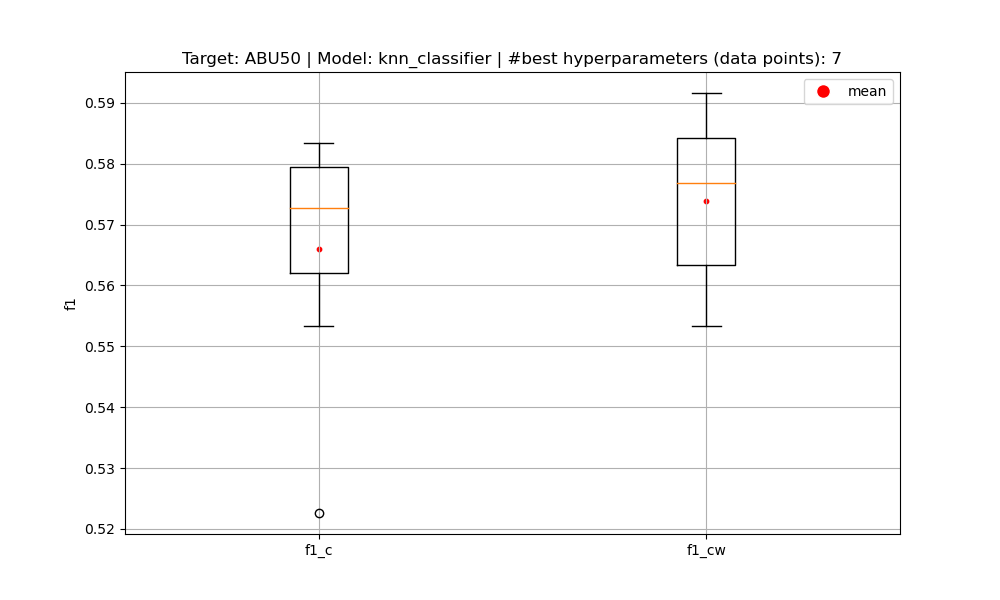 Target: ABU50 | Model: knn_classifier | #best hyperparameters (data points): 7
mean
0.59
0.58
0.57
0.56
0.55
0.54
0.53
0.52
f1
f1_c
f1_cw